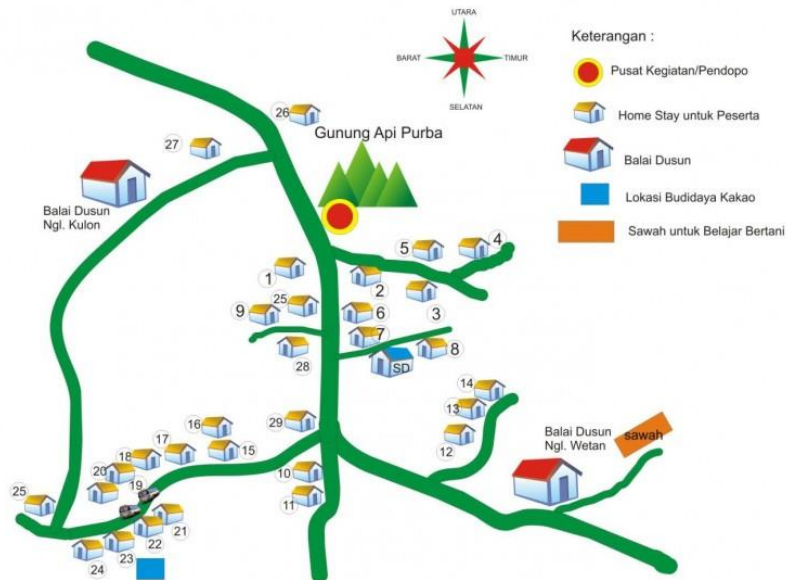 UTARA
BARAT
TIMUR
SELATAN
Keterangan :
Pusat Kegiatan/Pendopo
Home Stay untuk Peserta
Balai Dusun
Lokasi Budidaya Kakao
Sawah untuk Belajar Bertani
26
Gunung Api Purba
27
Balai Dusun
Ngl. Kulon
5
4
1
2
25
3
9
6
7
28
8
SD
14
13
12
29
16
17
15
18
20
19
10
11
25
21
22
23
24
Balai Dusun
Ngl. Wetan
sawah